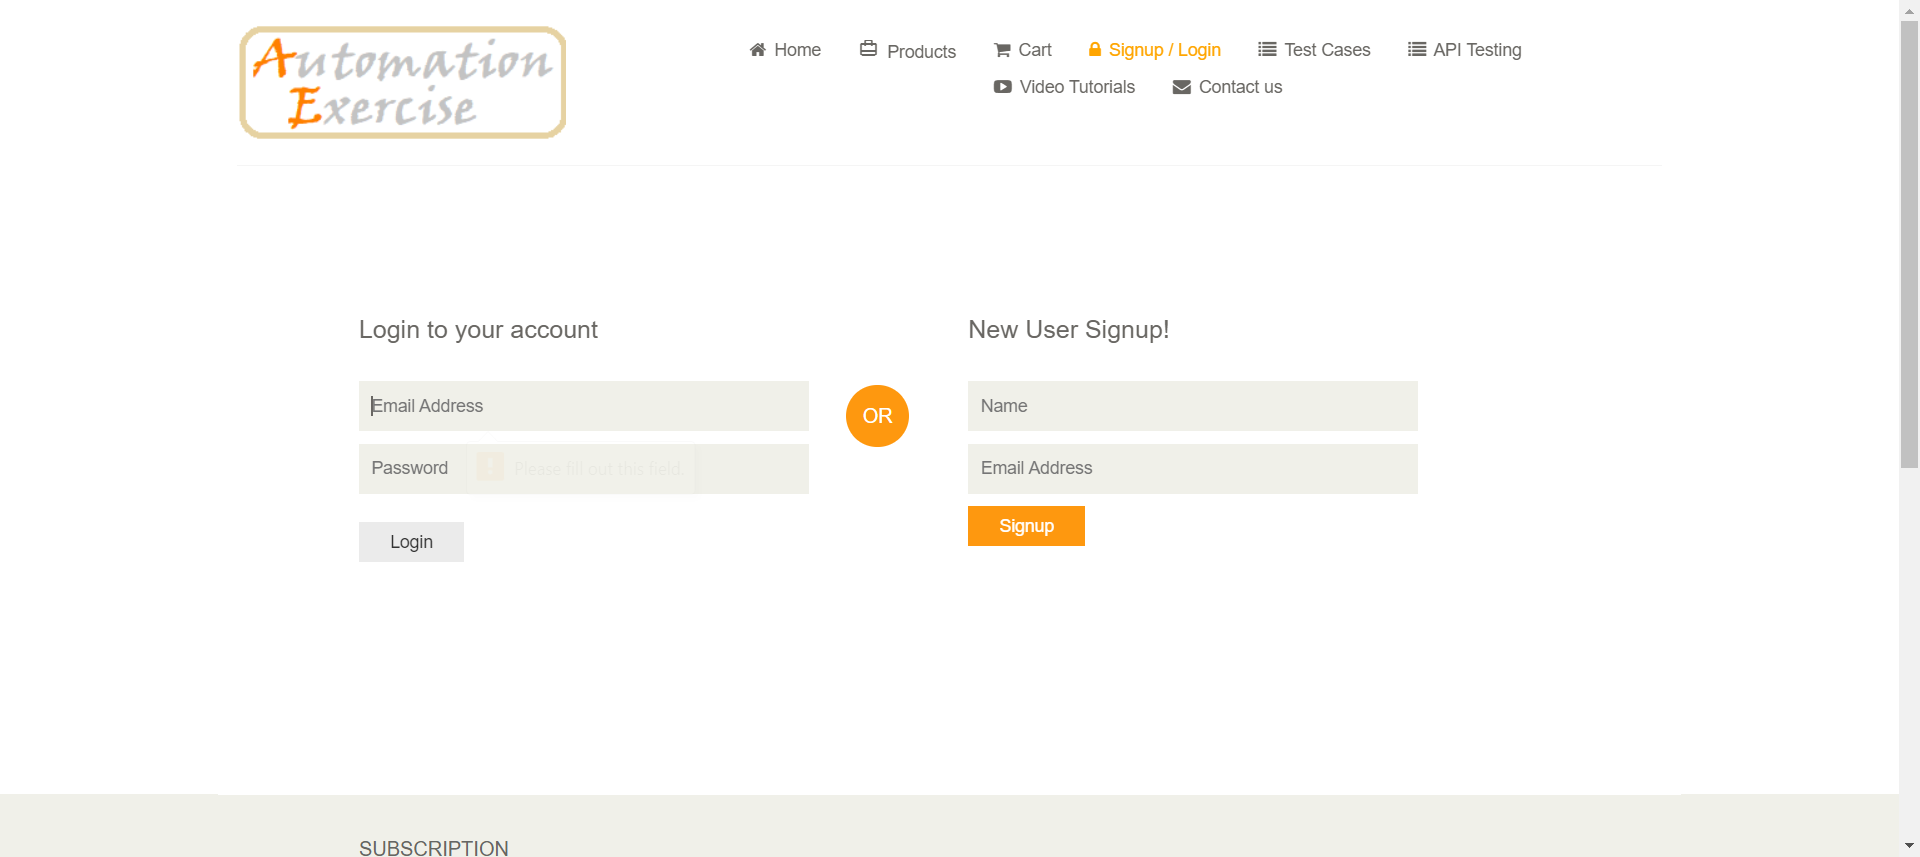 Automation
Exercise
Home
Products
Cart
Signup / Login
Test Cases
API Testing
Video Tutorials
Contact us
Login to your account
New User Signup!
Email Address
OR
Name
Password
Please fill out this field.
Email Address
Login
Signup
SUBSCRIPTION